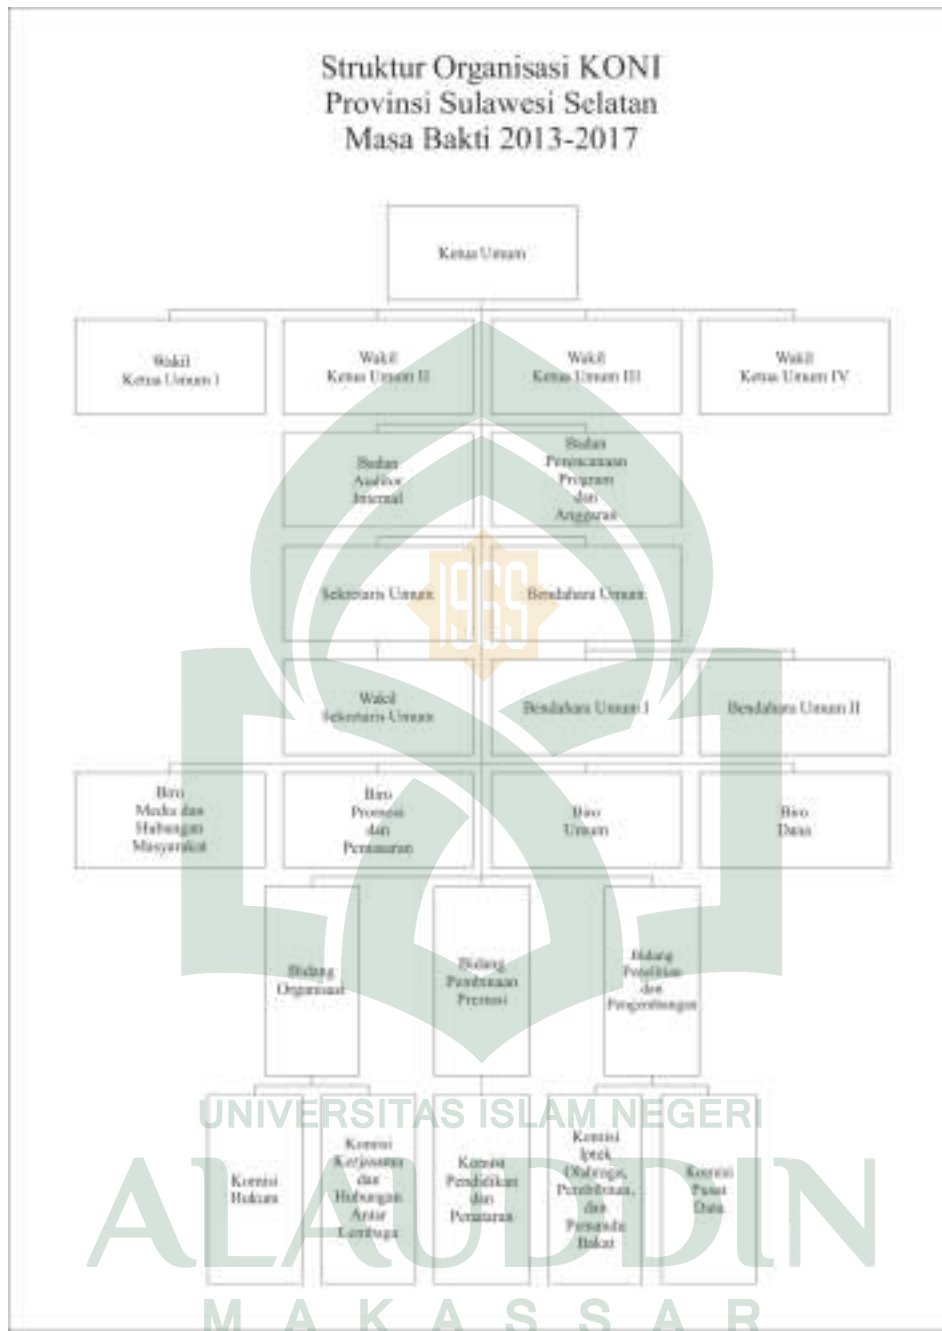 Struktur Organisasi KONI
Provinsi Sulawesi Selatan
Masa Bakti 2013-2017
Ketua Umum
Wakil
Ketua Umum I
Wakil
Ketua Umum II
Wakil
Ketua Umum III
Wakil
Ketua Umum IV
Badan
Auditor
Internal
Badan
Perencanaan
Program
dan
Anggaran
1965
Sekretaris Umum
Bendahara Umum
Wakil
Sekretaris Umum
Bendahara Umum I
Bendahara Umum II
Biro
Media dan
Hubungan
Masyarakat
Biro
Promosi
dan
Pemasaran
Biro
Umum
Biro
Dana
Bidang
Organisasi
Bidang
Pembinaan
Prestasi
Bidang
Penelitian
dan
Pengembangan
UNIVERSITAS ISLAM NEGERI
Komisi
Hukum
Komisi
Kerjasama
dan
Hubungan
Antar
Lembaga
Komisi
Pendidikan
dan
Penataran
Komisi
Iptek
Olahraga,
dan
Pemandu
Bakat
Komisi
Pusat
Data
ALAUDDIN
MAKASSAR